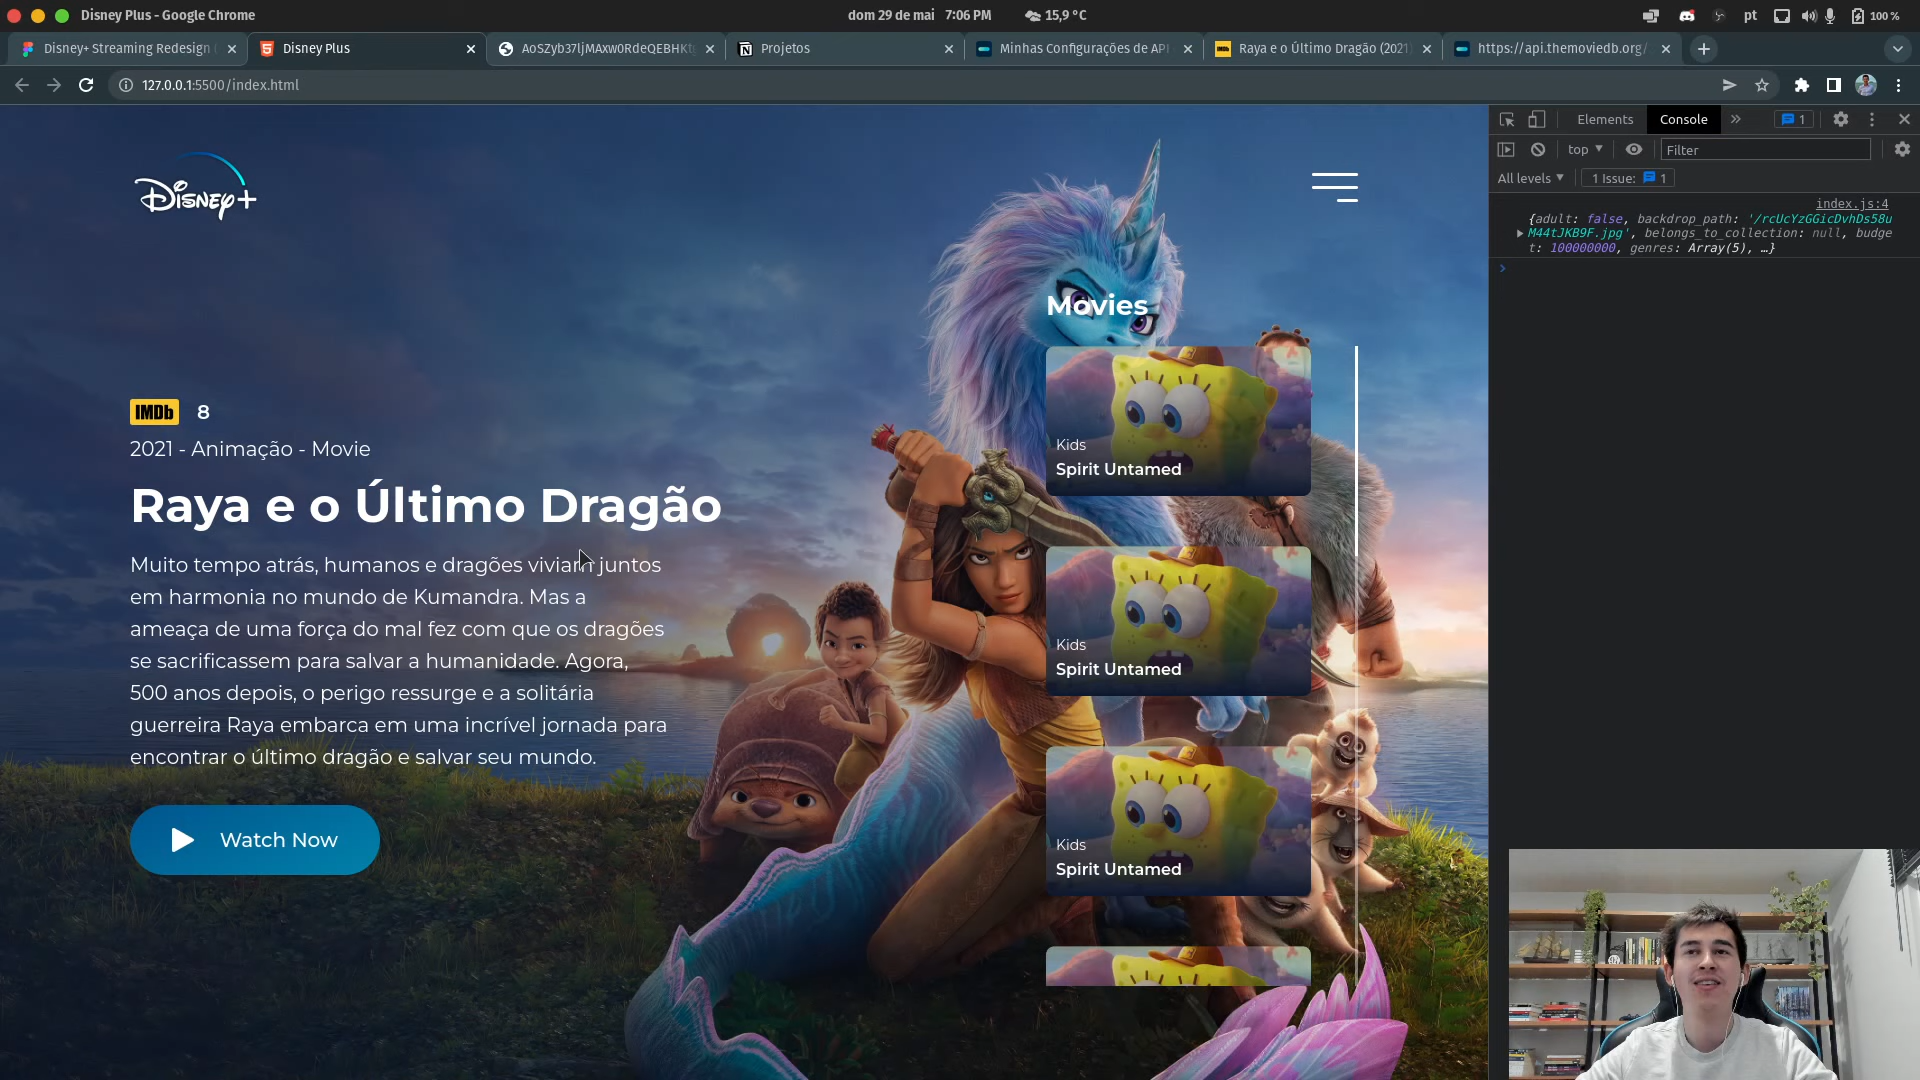 Disney Plus - Google Chrome
dom 29 de mai 7:06 PM
15,9 °C
pt
100 %
Disney+ Streaming Redesign (
Disney Plus
AoSZyb37ljMAxw0RdeQEBHKt
Projetos
Minhas Configurações de API
IMDb
Raya e o Último Dragão (2021
https://api.themoviedb.org/
127.0.0.1:5500/index.html
Elements
Console
1
top
Filter
All levels
1 Issue: 1
index.js:4
{adult: false, backdrop_path: '/rcUcYzGGicDvhDs58u
M44tJKB9F.jpg', belongs_to_collection: null, budge
t: 100000000, genres: Array(5), …}
Disney+
Movies
Kids
Spirit Untamed
Kids
Spirit Untamed
Kids
Spirit Untamed
IMDb 8
2021 - Animação - Movie
Raya e o Último Dragão
Muito tempo atrás, humanos e dragões viviam juntos
em harmonia no mundo de Kumandra. Mas a
ameaça de uma força do mal fez com que os dragões
se sacrificassem para salvar a humanidade. Agora,
500 anos depois, o perigo ressurge e a solitária
guerreira Raya embarca em uma incrível jornada para
encontrar o último dragão e salvar seu mundo.
Watch Now